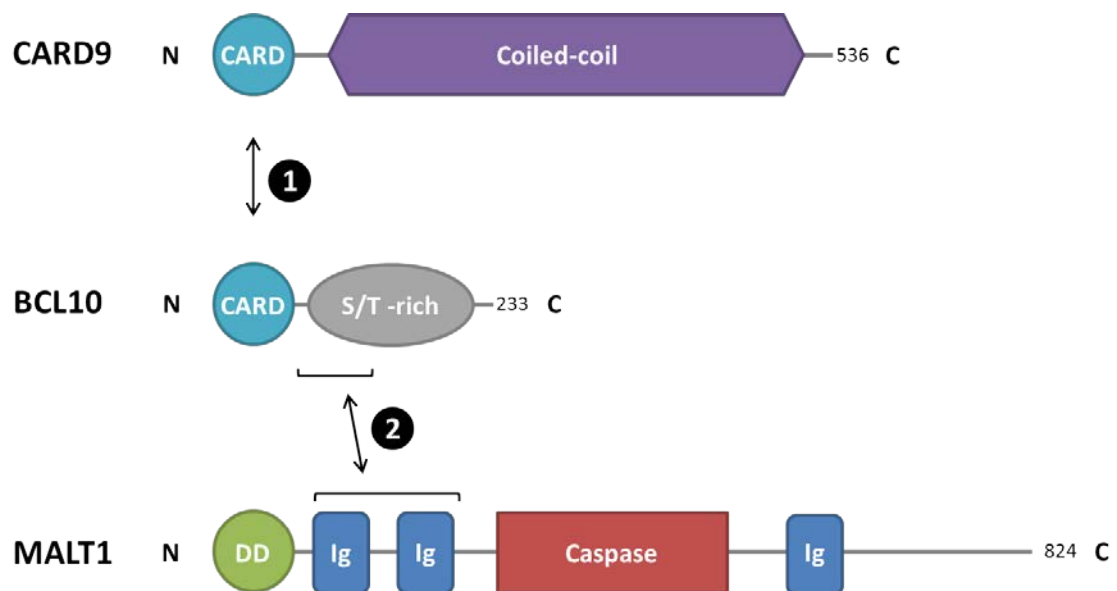 CARD9 N CARD Coiled-coil 536 C
1
BCL10 N CARD S/T -rich 233 C
2
MALT1 N DD Ig Ig Caspase Ig 824 C